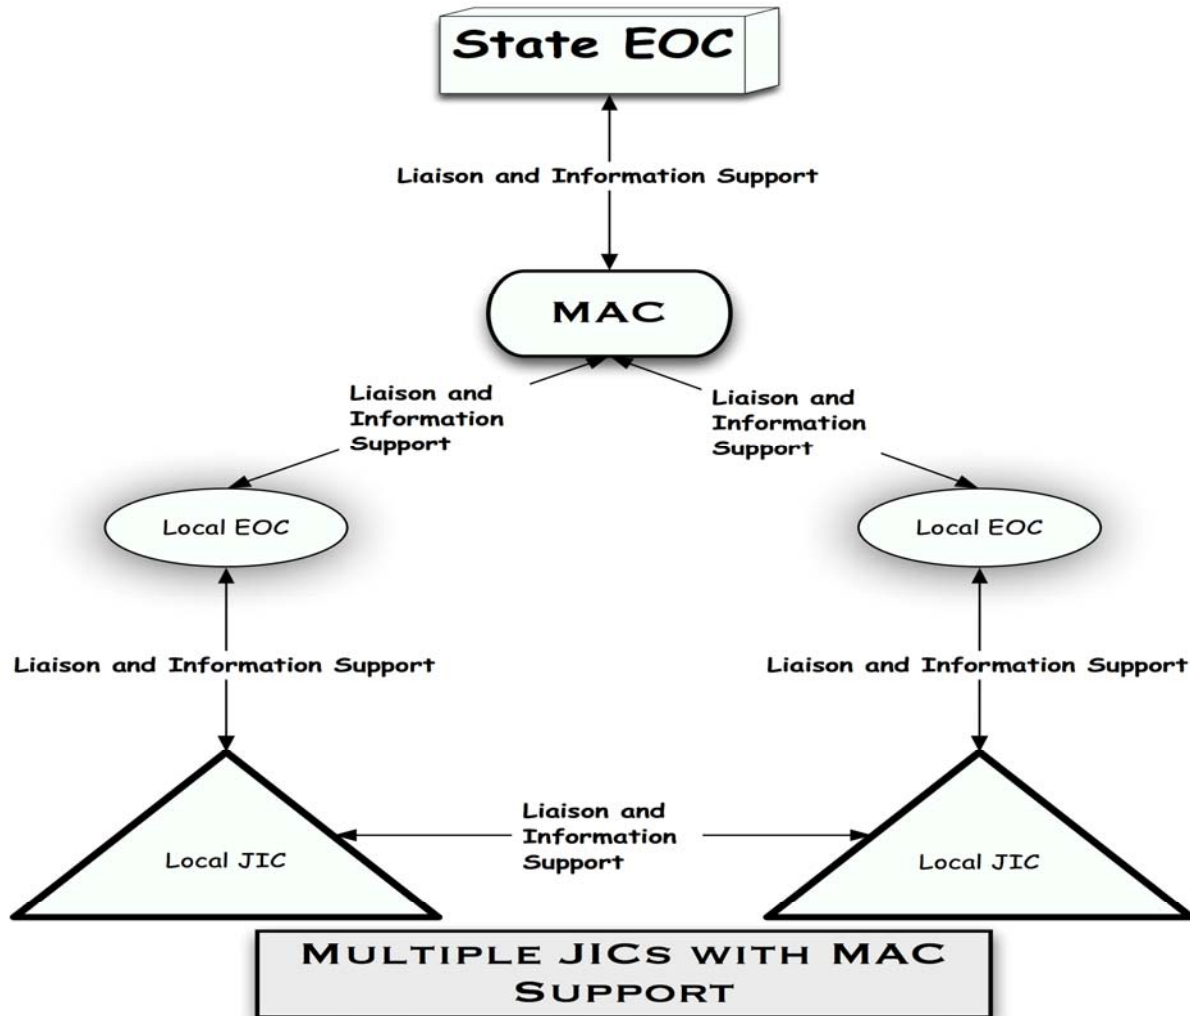 State EOC
Liaison and Information Support
MAC
Liaison and
Information
Support
Liaison and
Information
Support
Local EOC
Local EOC
Liaison and Information Support
Liaison and Information Support
Liaison and
Information
Support
Local JIC
Local JIC
MULTIPLE JICS WITH MAC
SUPPORT